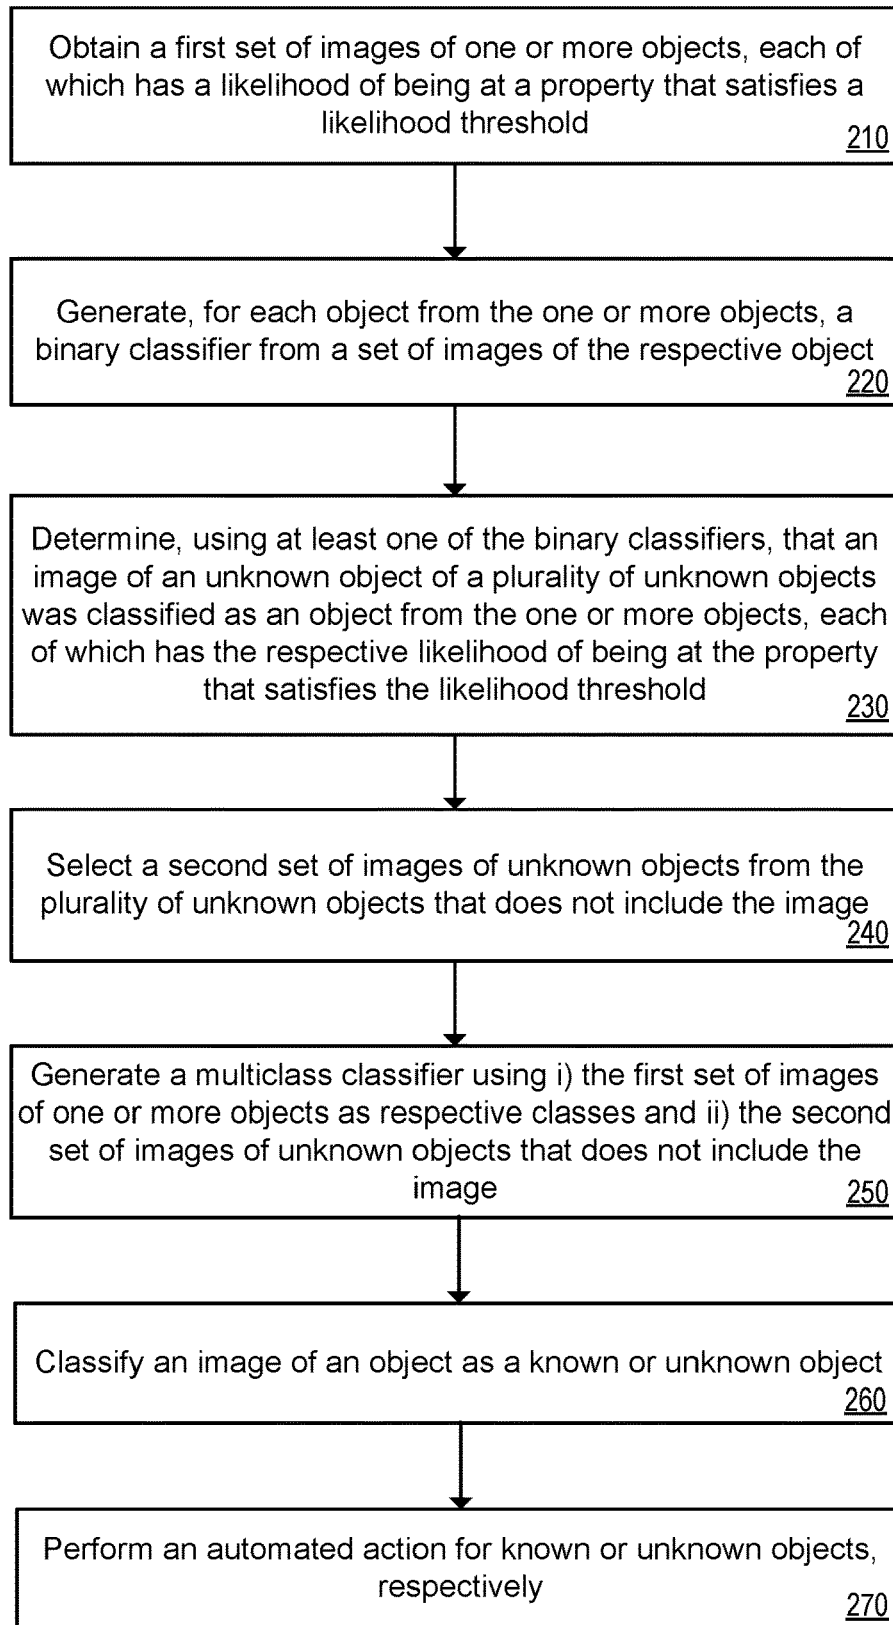 Obtain a first set of images of one or more objects, each of
which has a likelihood of being at a property that satisfies a
likelihood threshold
210
Generate, for each object from the one or more objects, a
binary classifier from a set of images of the respective object
220
Determine, using at least one of the binary classifiers, that an
image of an unknown object of a plurality of unknown objects
was classified as an object from the one or more objects, each
of which has the respective likelihood of being at the property
that satisfies the likelihood threshold
230
Select a second set of images of unknown objects from the
plurality of unknown objects that does not include the image
240
Generate a multiclass classifier using i) the first set of images
of one or more objects as respective classes and ii) the second
set of images of unknown objects that does not include the
image
250
Classify an image of an object as a known or unknown object
260
Perform an automated action for known or unknown objects,
respectively
270